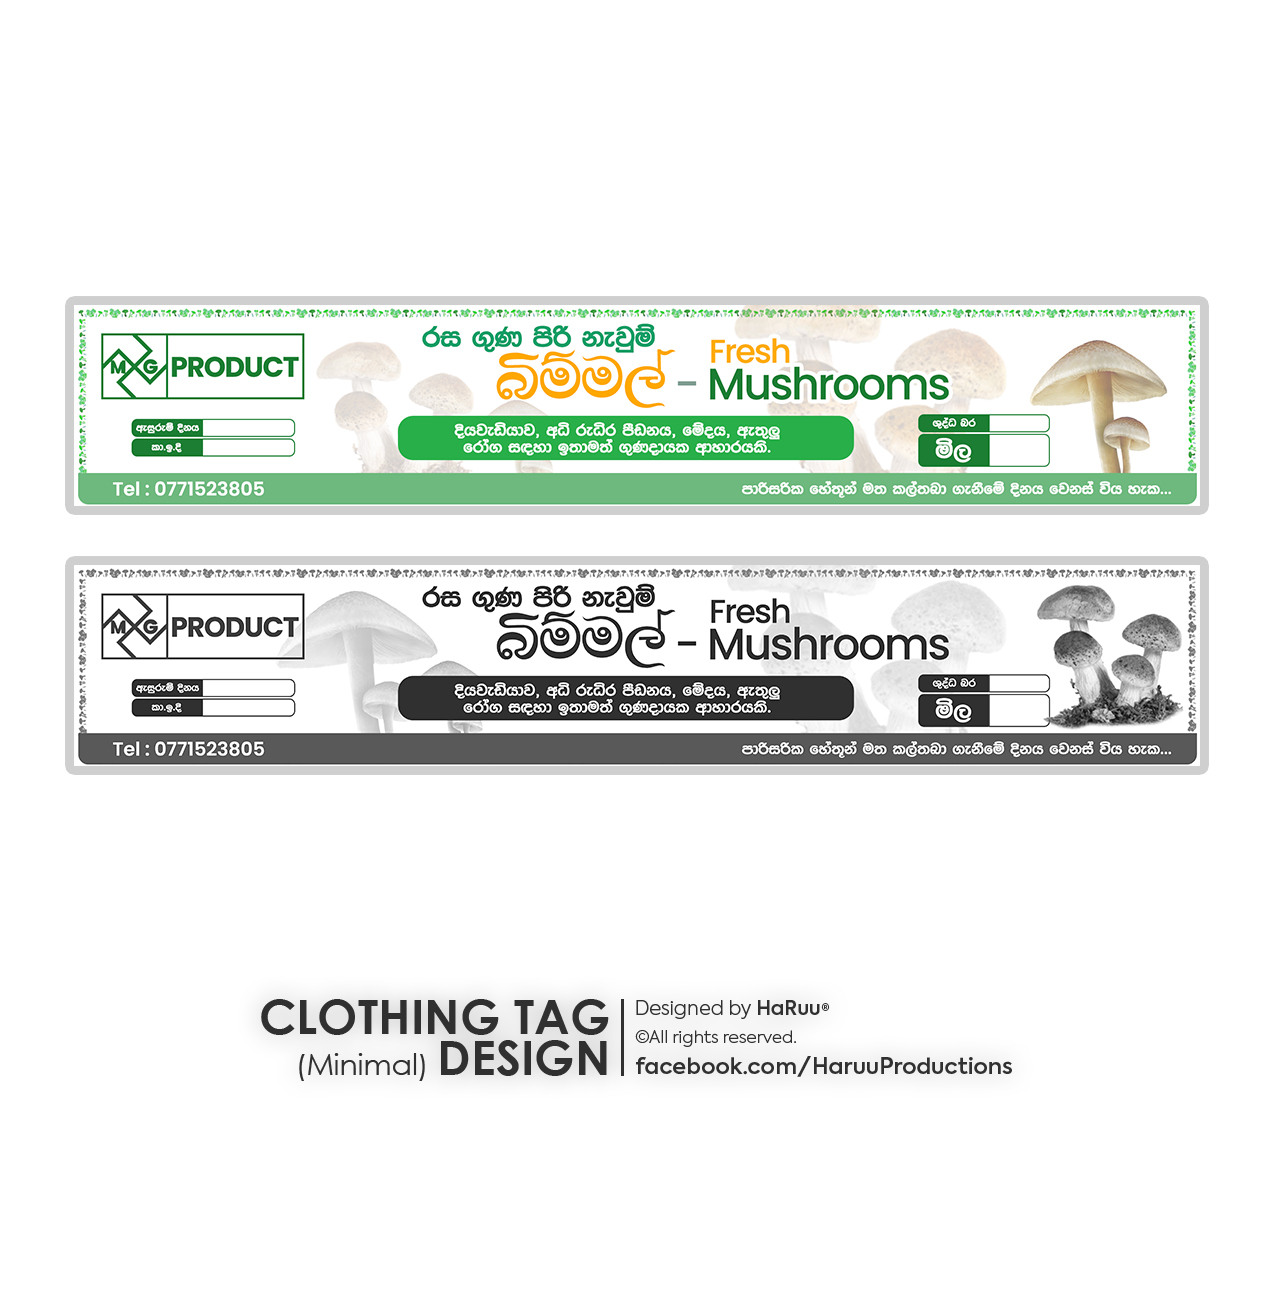 රස ගුණ පිරි නැවුම්
බිම්මල් - Fresh Mushrooms
MG PRODUCT
ඇසුරුම් දිනය
කා.ඉ.දී
දියවැඩියාව, අධි රුධිර පීඩනය, මේදය, ඇතුලු
රෝග සඳහා ඉතාමත් ගුණදායක ආහාරයකි.
ශුද්ධ බර
මිල
Tel : 0771523805
පාරිසරික හේතූන් මත කල්තබා ගැනීමේ දිනය වෙනස් විය හැක...
රස ගුණ පිරි නැවුම්
බිම්මල් - Fresh Mushrooms
MG PRODUCT
ඇසුරුම් දිනය
කා.ඉ.දී
දියවැඩියාව, අධි රුධිර පීඩනය, මේදය, ඇතුලු
රෝග සඳහා ඉතාමත් ගුණදායක ආහාරයකි.
ශුද්ධ බර
මිල
Tel : 0771523805
පාරිසරික හේතූන් මත කල්තබා ගැනීමේ දිනය වෙනස් විය හැක...
CLOTHING TAG
(Minimal) DESIGN
Designed by HaRuu®
©All rights reserved.
facebook.com/HaruuProductions